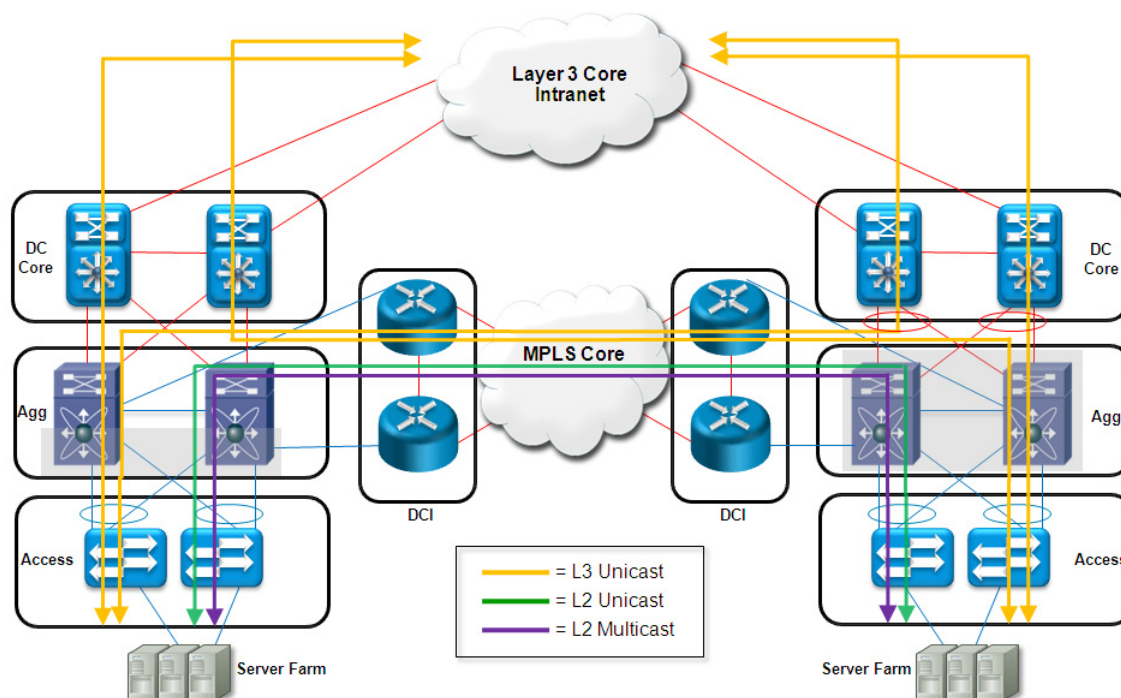 Layer 3 Core
Intranet
DC
Core
DC
Core
MPLS Core
Agg
Agg
DCI
DCI
Access
Access
= L3 Unicast
= L2 Unicast
= L2 Multicast
Server Farm
Server Farm